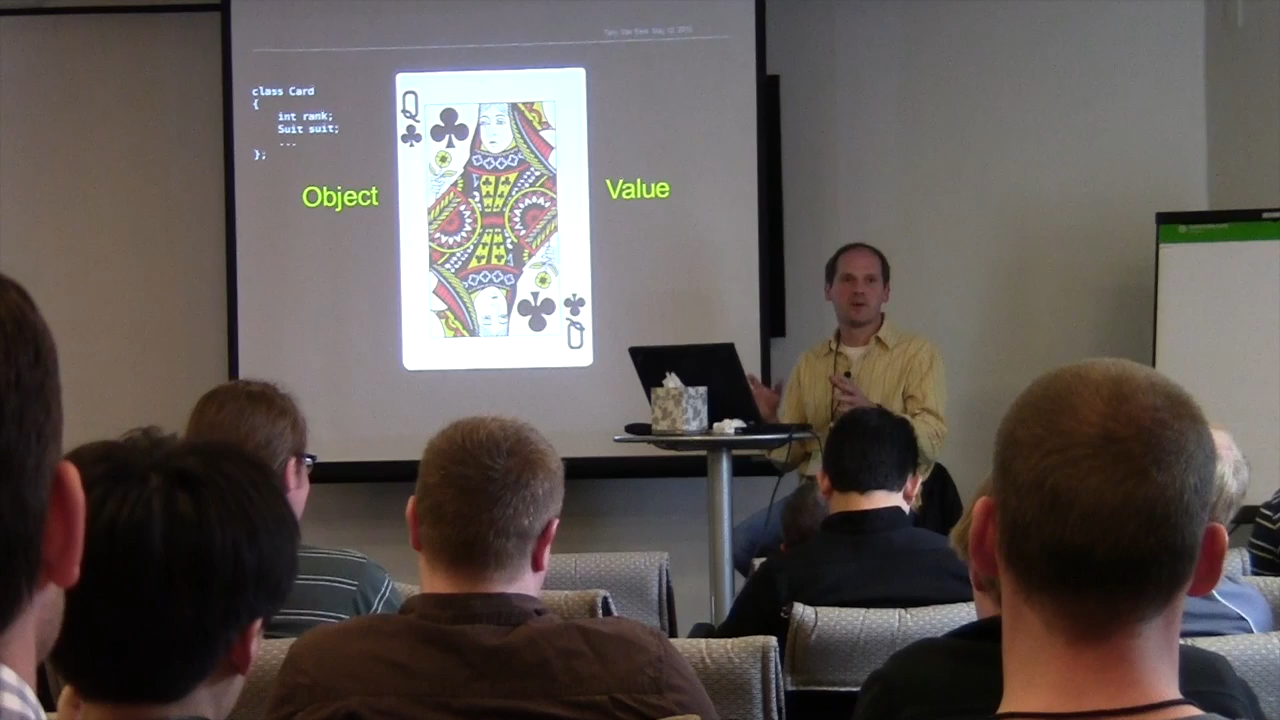 class Card
{
int rank;
Suit suit;
...
};
Object
Value
Q
Q